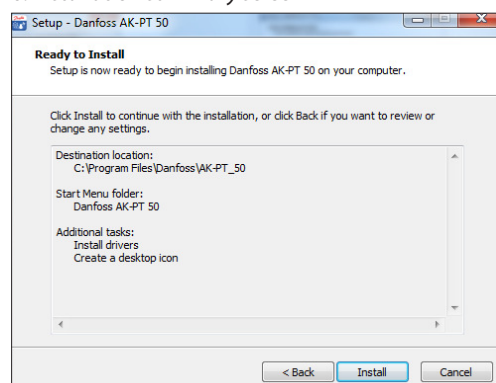 Setup - Danfoss AK-PT 50
Ready to Install
Setup is now ready to begin installing Danfoss AK-PT 50 on your computer.
Click Install to continue with the installation, or click Back if you want to review or
change any settings.
Destination location:
C:\Program Files\Danfoss\AK-PT_50
Start Menu folder:
Danfoss AK-PT 50
Additional tasks:
Install drivers
Create a desktop icon
< Back
Install
Cancel